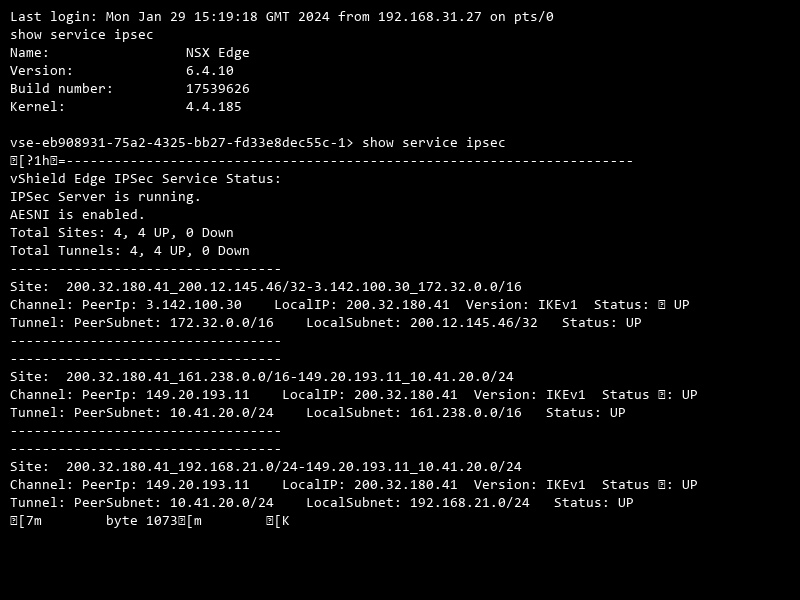 Last login: Mon Jan 29 15:19:18 GMT 2024 from 192.168.31.27 on pts/0
show service ipsec
Name:                 NSX Edge
Version:              6.4.10
Build number:         17539626
Kernel:               4.4.185
vse-eb908931-75a2-4325-bb27-fd33e8dec55c-1> show service ipsec
[?1h=-----------------------------------------------------------------------
vShield Edge IPSec Service Status:
IPSec Server is running.
AESNI is enabled.
Total Sites: 4, 4 UP, 0 Down
Total Tunnels: 4, 4 UP, 0 Down
----------------------------------
Site:  200.32.180.41_200.12.145.46/32-3.142.100.30_172.32.0.0/16
Channel: PeerIp: 3.142.100.30    LocalIP: 200.32.180.41  Version: IKEv1  Status:  UP
Tunnel: PeerSubnet: 172.32.0.0/16    LocalSubnet: 200.12.145.46/32   Status: UP
----------------------------------
----------------------------------
Site:  200.32.180.41_161.238.0.0/16-149.20.193.11_10.41.20.0/24
Channel: PeerIp: 149.20.193.11    LocalIP: 200.32.180.41  Version: IKEv1  Status : UP
Tunnel: PeerSubnet: 10.41.20.0/24    LocalSubnet: 161.238.0.0/16   Status: UP
----------------------------------
----------------------------------
Site:  200.32.180.41_192.168.21.0/24-149.20.193.11_10.41.20.0/24
Channel: PeerIp: 149.20.193.11    LocalIP: 200.32.180.41  Version: IKEv1  Status : UP
Tunnel: PeerSubnet: 10.41.20.0/24    LocalSubnet: 192.168.21.0/24   Status: UP
[7m        byte 1073[m        [K